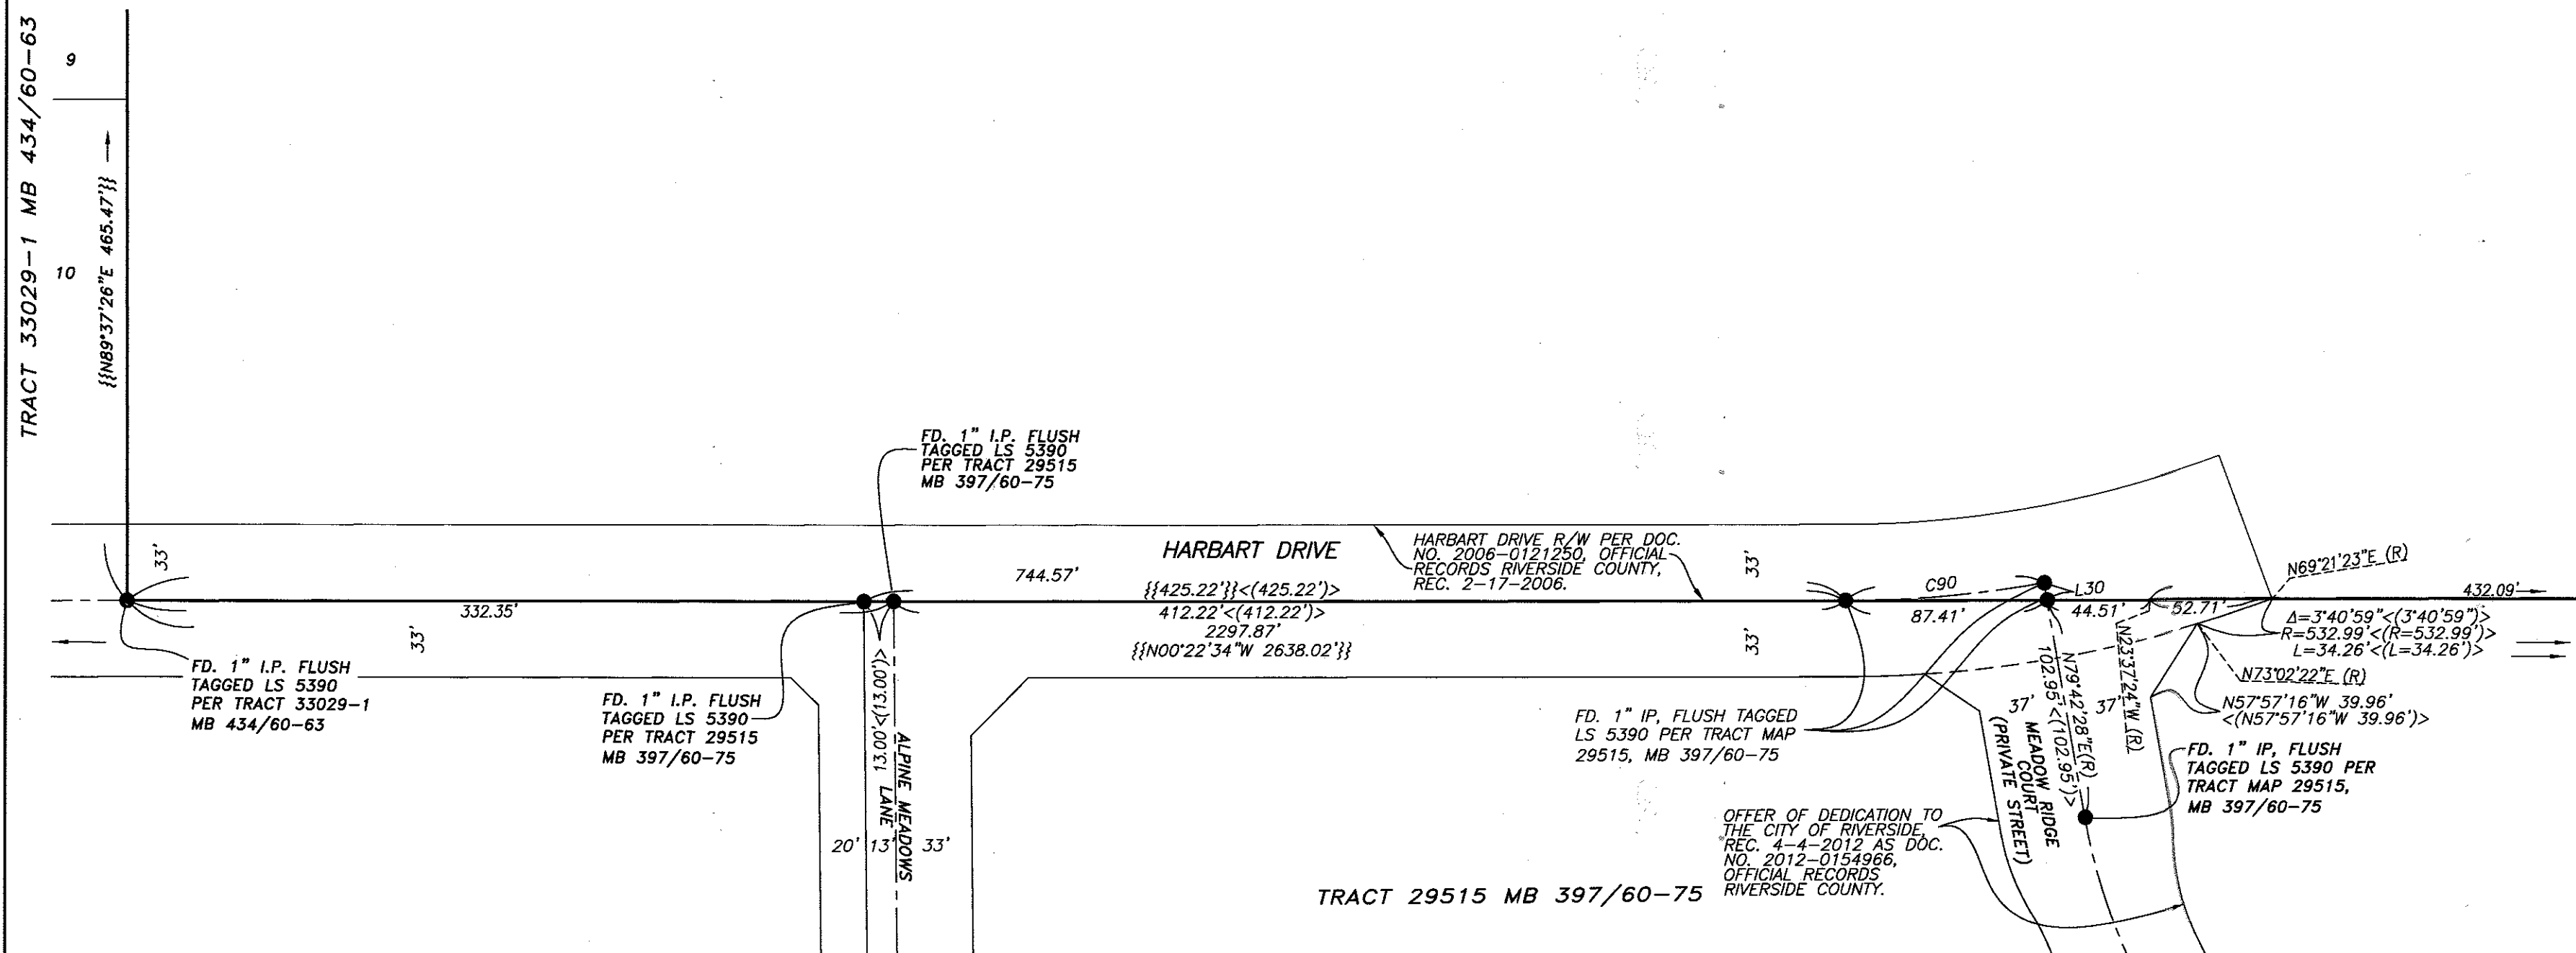 TRACT 33029-1 MB 434/60-63
9
10
{{N89°37'26"E 465.47'}}
33'
33'
332.35'
FD. 1" I.P. FLUSH
TAGGED LS 5390
PER TRACT 33029-1
MB 434/60-63
FD. 1" I.P. FLUSH
TAGGED LS 5390
PER TRACT 29515
MB 397/60-75
FD. 1" I.P. FLUSH
TAGGED LS 5390
PER TRACT 29515
MB 397/60-75
13.00'<(13.00')>
ALPINE MEADOWS
LANE
20'
13'
33'
HARBART DRIVE
744.57'
{{425.22'}}<(425.22')>
412.22'<(412.22')>
2297.87'
{{N00°22'34"W 2638.02'}}
HARBART DRIVE R/W PER DOC.
NO. 2006-0121250, OFFICIAL
RECORDS RIVERSIDE COUNTY,
REC. 2-17-2006.
33'
33'
C90
87.41'
L30
44.51'
52.71'
432.09'
N69°21'23"E (R)
Δ=3°40'59"<(3°40'59")>
R=532.99'<(R=532.99')>
L=34.26'<(L=34.26')>
N73°02'22"E (R)
N57°57'16"W 39.96'
<(N57°57'16"W 39.96')>
N23°37'24"W (R)
N79°42'28"E(R)
102.95'<(102.95')>
37'
37'
MEADOW RIDGE
COURT
(PRIVATE STREET)
FD. 1" IP, FLUSH TAGGED
LS 5390 PER TRACT MAP
29515, MB 397/60-75
FD. 1" IP, FLUSH
TAGGED LS 5390 PER
TRACT MAP 29515,
MB 397/60-75
OFFER OF DEDICATION TO
THE CITY OF RIVERSIDE,
REC. 4-4-2012 AS DOC.
NO. 2012-0154966,
OFFICIAL RECORDS
RIVERSIDE COUNTY.
TRACT 29515 MB 397/60-75